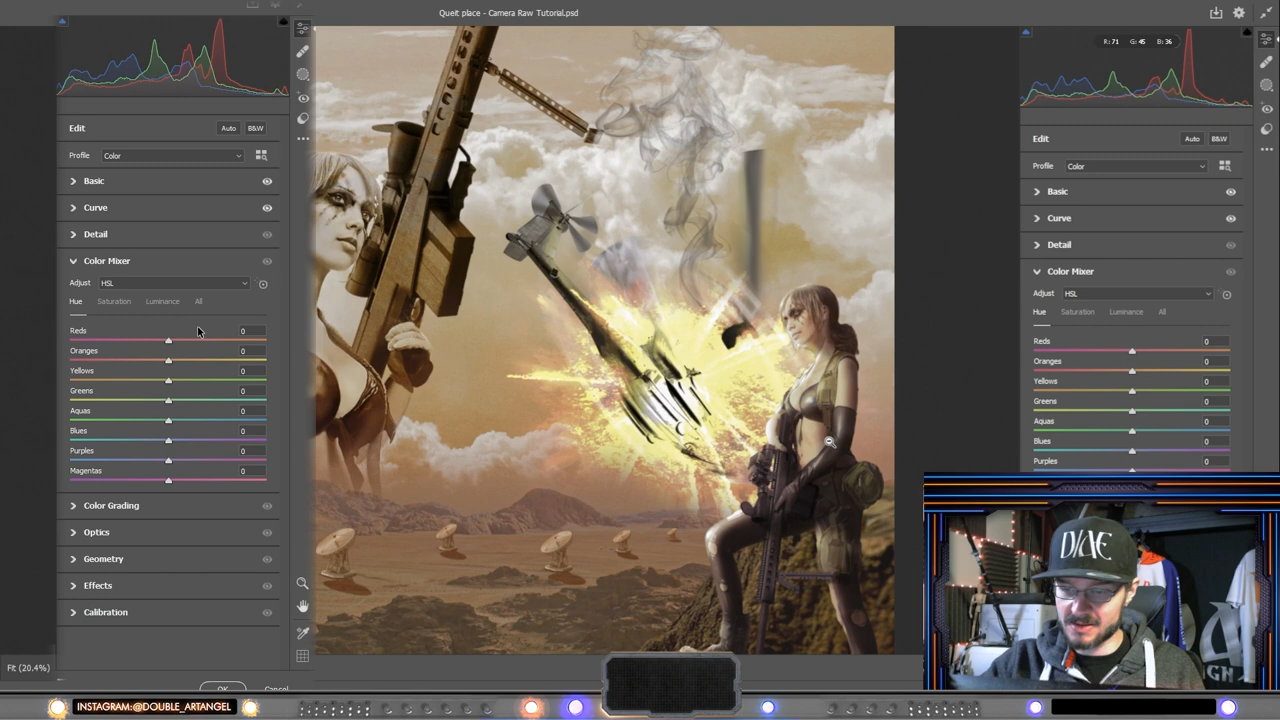 Queit place - Camera Raw Tutorial.psd
R: 71 G: 45 B: 36
Edit
Auto
B&W
Profile
Color
Basic
Curve
Detail
Color Mixer
Adjust
HSL
Hue
Saturation
Luminance
All
Reds
0
Oranges
0
Yellows
0
Greens
0
Aquas
0
Blues
0
Purples
0
Magentas
0
Color Grading
Optics
Geometry
Effects
Calibration
Fit (20.4%)
OK
Cancel
Edit
Auto
B&W
Profile
Color
Basic
Curve
Detail
Color Mixer
Adjust
HSL
Hue
Saturation
Luminance
All
Reds
0
Oranges
0
Yellows
0
Greens
0
Aquas
0
Blues
0
Purples
0
INSTAGRAM:@DOUBLE_ARTANGEL